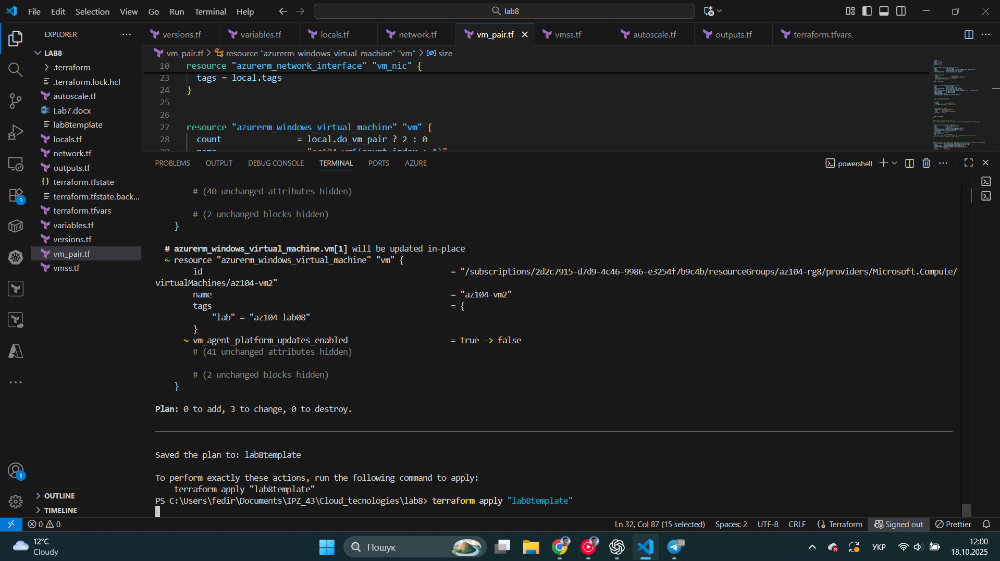 File Edit Selection View Go Run Terminal Help
lab8
EXPLORER
LAB8
.terraform
.terraform.lock.hcl
autoscale.tf
Lab7.docx
lab8template
locals.tf
network.tf
outputs.tf
terraform.tfstate
terraform.tfstate.back...
terraform.tfvars
variables.tf
versions.tf
vm_pair.tf
vmss.tf
OUTLINE
TIMELINE
1
1
versions.tf variables.tf locals.tf network.tf vm_pair.tf vmss.tf autoscale.tf outputs.tf terraform.tfvars
vm_pair.tf > resource "azurerm_windows_virtual_machine" "vm" > size
10 resource "azurerm_network_interface" "vm_nic" {
23 tags = local.tags
24 }
25
26
27 resource "azurerm_windows_virtual_machine" "vm" {
28 count = local.do_vm_pair ? 2 : 0
29 name = "az104-vm${count.index + 1}"
PROBLEMS OUTPUT DEBUG CONSOLE TERMINAL PORTS AZURE
powershell
# (40 unchanged attributes hidden)
# (2 unchanged blocks hidden)
}
# azurerm_windows_virtual_machine.vm[1] will be updated in-place
~ resource "azurerm_windows_virtual_machine" "vm" {
id = "/subscriptions/2d2c7915-d7d9-4c46-9986-e3254f7b9c4b/resourceGroups/az104-rg8/providers/Microsoft.Compute/
virtualMachines/az104-vm2"
name = "az104-vm2"
tags = {
"lab" = "az104-lab08"
}
~ vm_agent_platform_updates_enabled = true -> false
# (41 unchanged attributes hidden)
# (2 unchanged blocks hidden)
}
Plan: 0 to add, 3 to change, 0 to destroy.
Saved the plan to: lab8template
To perform exactly these actions, run the following command to apply:
terraform apply "lab8template"
PS C:\Users\fedir\Documents\IPZ_43\Cloud_tecnologies\lab8> terraform apply "lab8template"
0 0 Ln 32, Col 87 (15 selected) Spaces: 2 UTF-8 CRLF Terraform Signed out Prettier
12°C
Cloudy
Пошук
91
УКР
12:00
18.10.2025